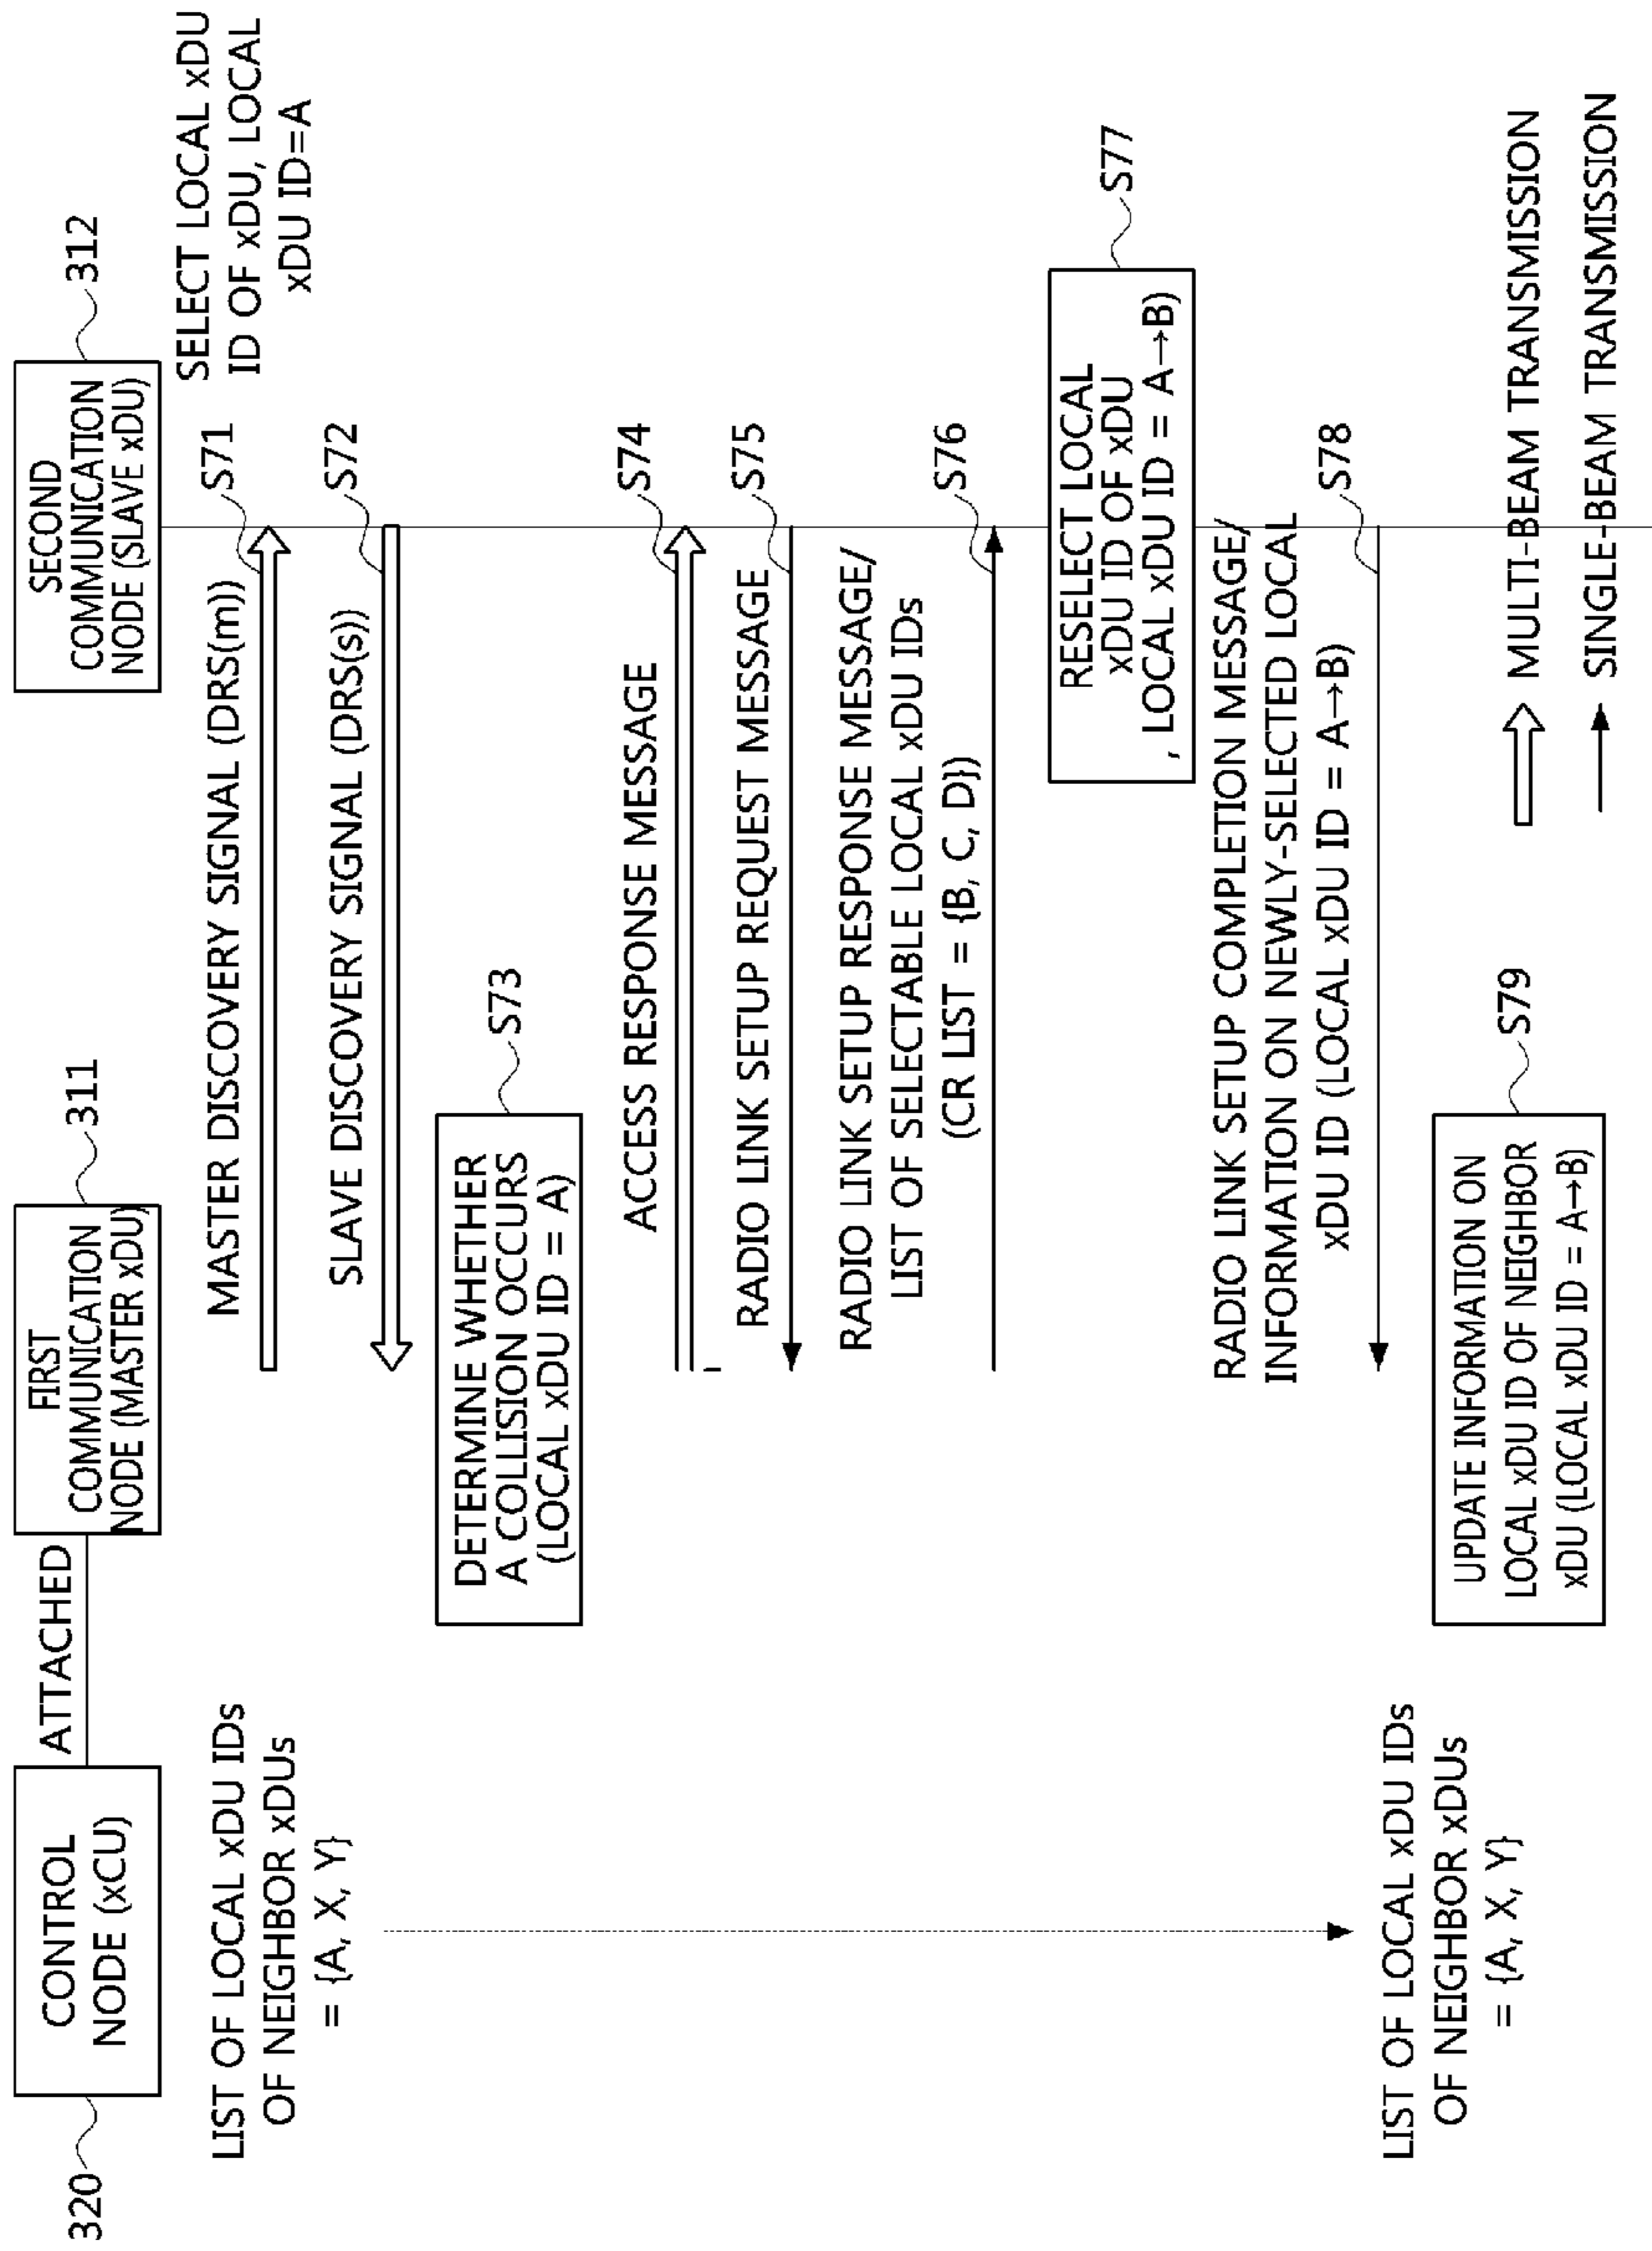 320
CONTROL
NODE (xCU)
ATTACHED
311
FIRST
COMMUNICATION
NODE (MASTER xDU)
312
SECOND
COMMUNICATION
NODE (SLAVE xDU)
SELECT LOCAL xDU
ID OF xDU, LOCAL
xDU ID=A
LIST OF LOCAL xDU IDs
OF NEIGHBOR xDUs
= {A, X, Y}
MASTER DISCOVERY SIGNAL (DRS(m))
S71
SLAVE DISCOVERY SIGNAL (DRS(s))
S72
DETERMINE WHETHER
A COLLISION OCCURS
(LOCAL xDU ID = A)
S73
ACCESS RESPONSE MESSAGE
S74
RADIO LINK SETUP REQUEST MESSAGE
S75
RADIO LINK SETUP RESPONSE MESSAGE/
LIST OF SELECTABLE LOCAL xDU IDs
(CR LIST = {B, C, D})
S76
RESELECT LOCAL
xDU ID OF xDU
, LOCAL xDU ID = A→B)
S77
RADIO LINK SETUP COMPLETION MESSAGE/
INFORMATION ON NEWLY-SELECTED LOCAL
xDU ID (LOCAL xDU ID = A→B)
S78
LIST OF LOCAL xDU IDs
OF NEIGHBOR xDUs
= {A, X, Y}
UPDATE INFORMATION ON
LOCAL xDU ID OF NEIGHBOR
xDU (LOCAL xDU ID = A→B)
S79
MULTI-BEAM TRANSMISSION
SINGLE-BEAM TRANSMISSION